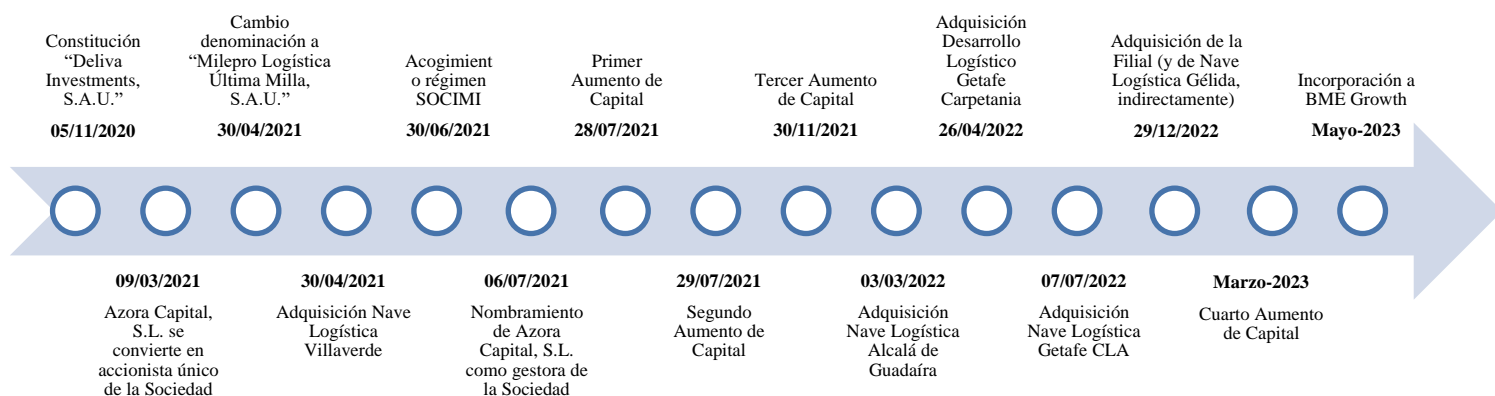 Constitución
“Deliva
Investments,
S.A.U.”
05/11/2020
Cambio
denominación a
“Milepro Logística
Última Milla,
S.A.U.”
30/04/2021
Acogimient
o régimen
SOCIMI
30/06/2021
Primer
Aumento de
Capital
28/07/2021
Tercer Aumento
de Capital
30/11/2021
Adquisición
Desarrollo
Logístico
Getafe
Carpetania
26/04/2022
Adquisición de la
Filial (y de Nave
Logística Gélida,
indirectamente)
29/12/2022
Incorporación a
BME Growth
Mayo-2023
09/03/2021
Azora Capital,
S.L. se
convierte en
accionista único
de la Sociedad
30/04/2021
Adquisición Nave
Logística
Villaverde
06/07/2021
Nombramiento
de Azora
Capital, S.L.
como gestora de
la Sociedad
29/07/2021
Segundo
Aumento de
Capital
03/03/2022
Adquisición
Nave Logística
Alcalá de
Guadaíra
07/07/2022
Adquisición
Nave Logística
Getafe CLA
Marzo-2023
Cuarto Aumento
de Capital